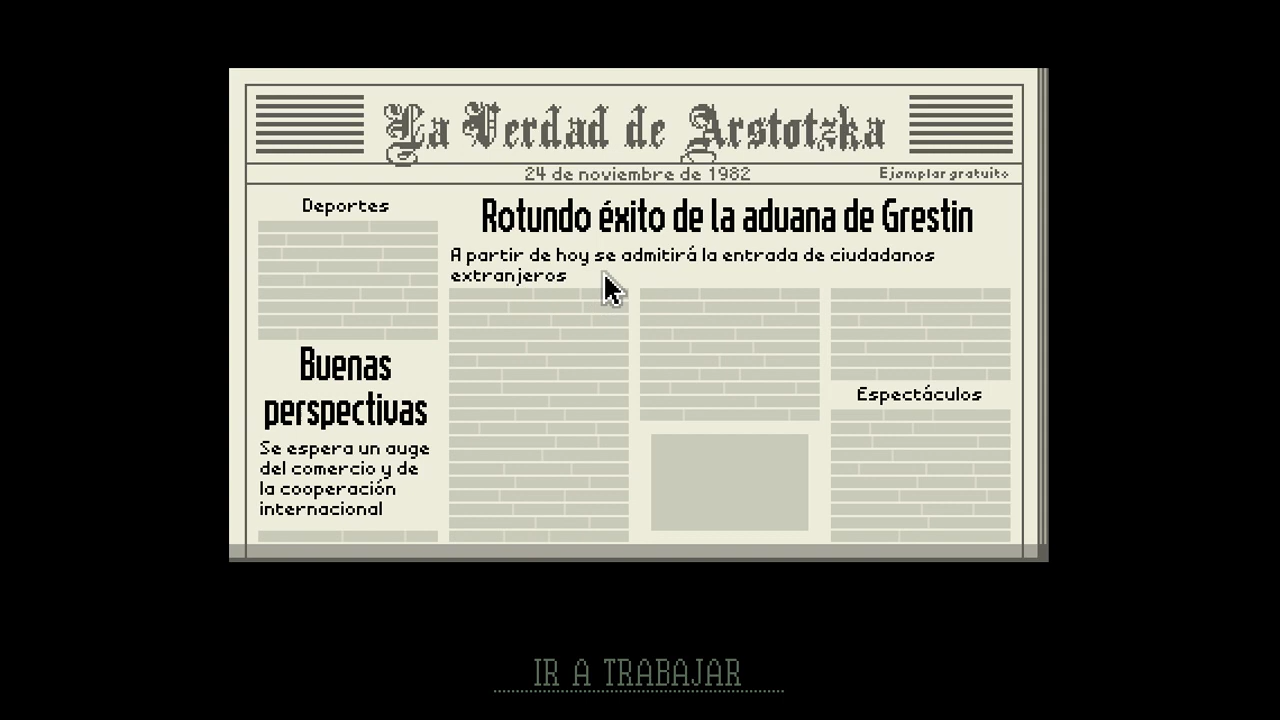 La Verdad de Arstotzka
24 de noviembre de 1982
Ejemplar gratuito
Deportes
Buenas
perspectivas
Se espera un auge
del comercio y de
la cooperación
internacional
Rotundo éxito de la aduana de Grestin
A partir de hoy se admitirá la entrada de ciudadanos
extranjeros
Espectáculos
IR A TRABAJAR